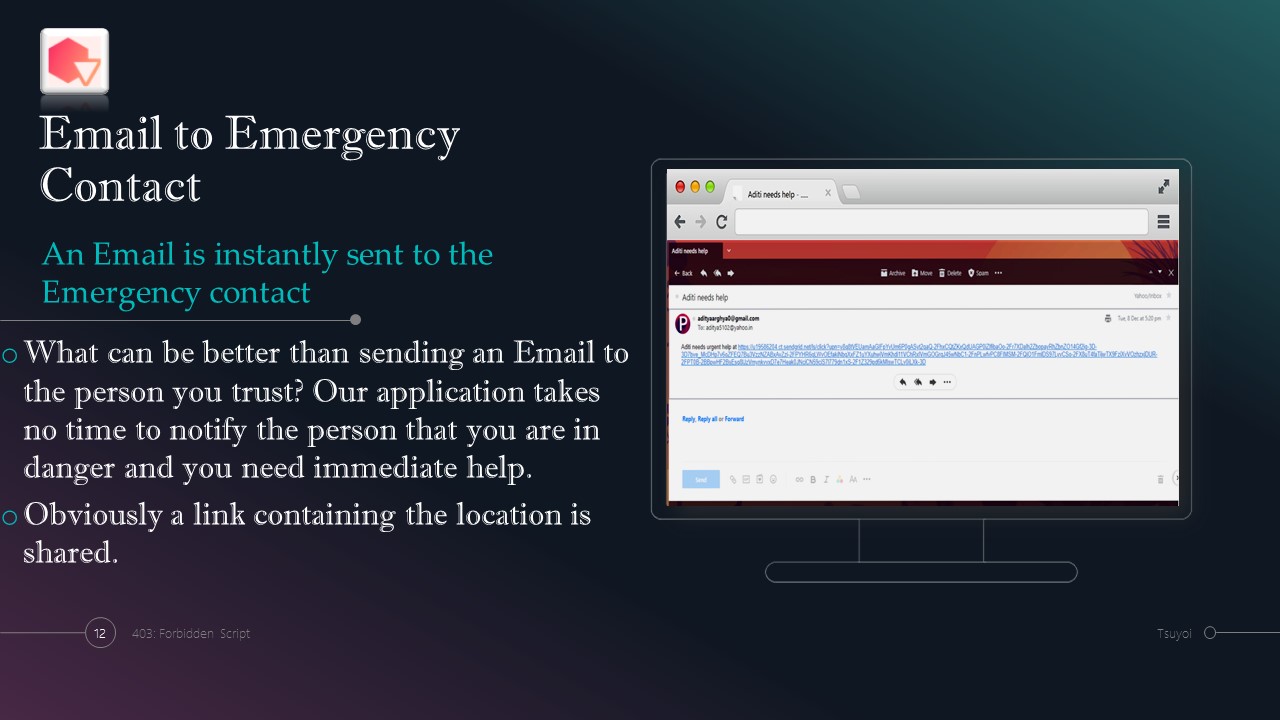 Email to Emergency
Contact
An Email is instantly sent to the
Emergency contact
What can be better than sending an Email to
the person you trust? Our application takes
no time to notify the person that you are in
danger and you need immediate help.
Obviously a link containing the location is
shared.
12
403: Forbidden Script
Tsuyoi
Aditi needs help - ....
Aditi needs help
Back
Archive
Move
Delete
Spam
Aditi needs help
Yahoo/Inbox
adityaarghya0@gmail.com
To: aditya5102@yahoo.in
Tue, 8 Dec at 5:20 pm
Aditi needs urgent help at
Reply, Reply all or Forward
Send